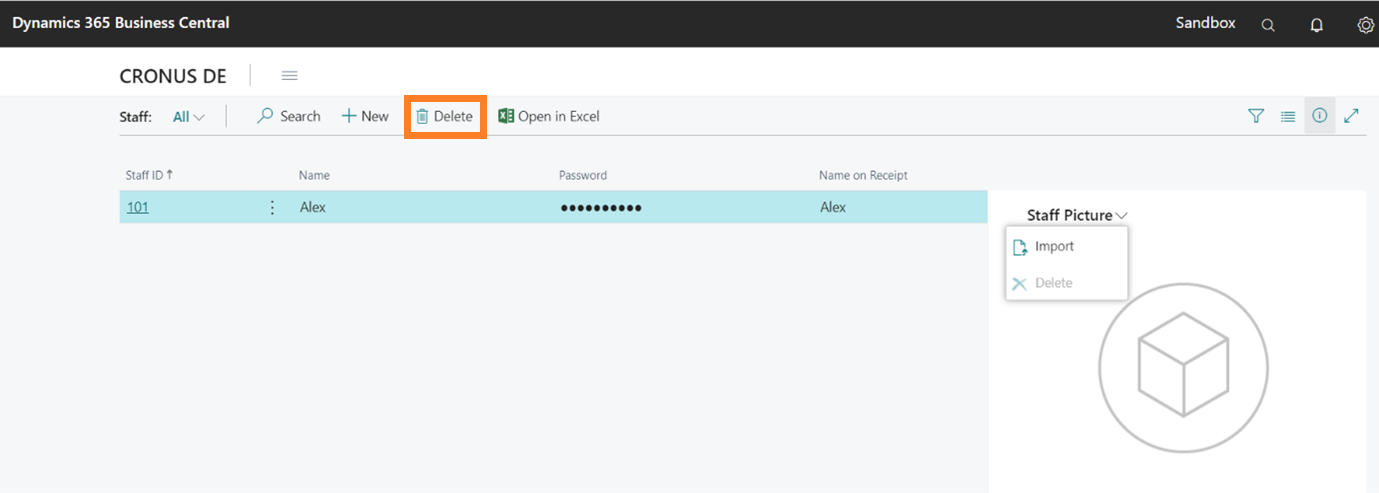 Dynamics 365 Business Central Sandbox
CRONUS DE
Staff: All Search New Delete Open in Excel
Staff ID ↑ Name Password Name on Receipt
101 Alex ●●●●●●●●●● Alex
Staff Picture
Import
Delete